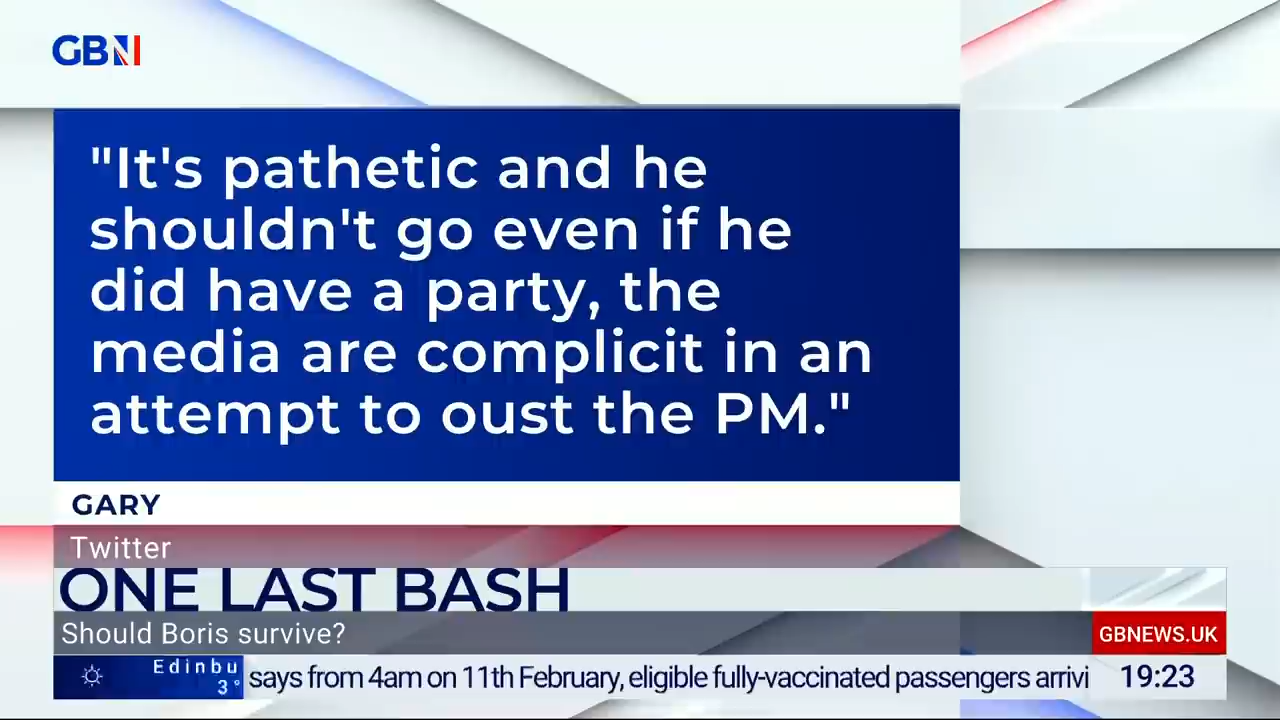 GBN
"It's pathetic and he
shouldn't go even if he
did have a party, the
media are complicit in an
attempt to oust the PM."
GARY
Twitter
ONE LAST BASH
Should Boris survive?
GBNEWS.UK
Edinbu
3°
says from 4am on 11th February, eligible fully-vaccinated passengers arrivi
19:23